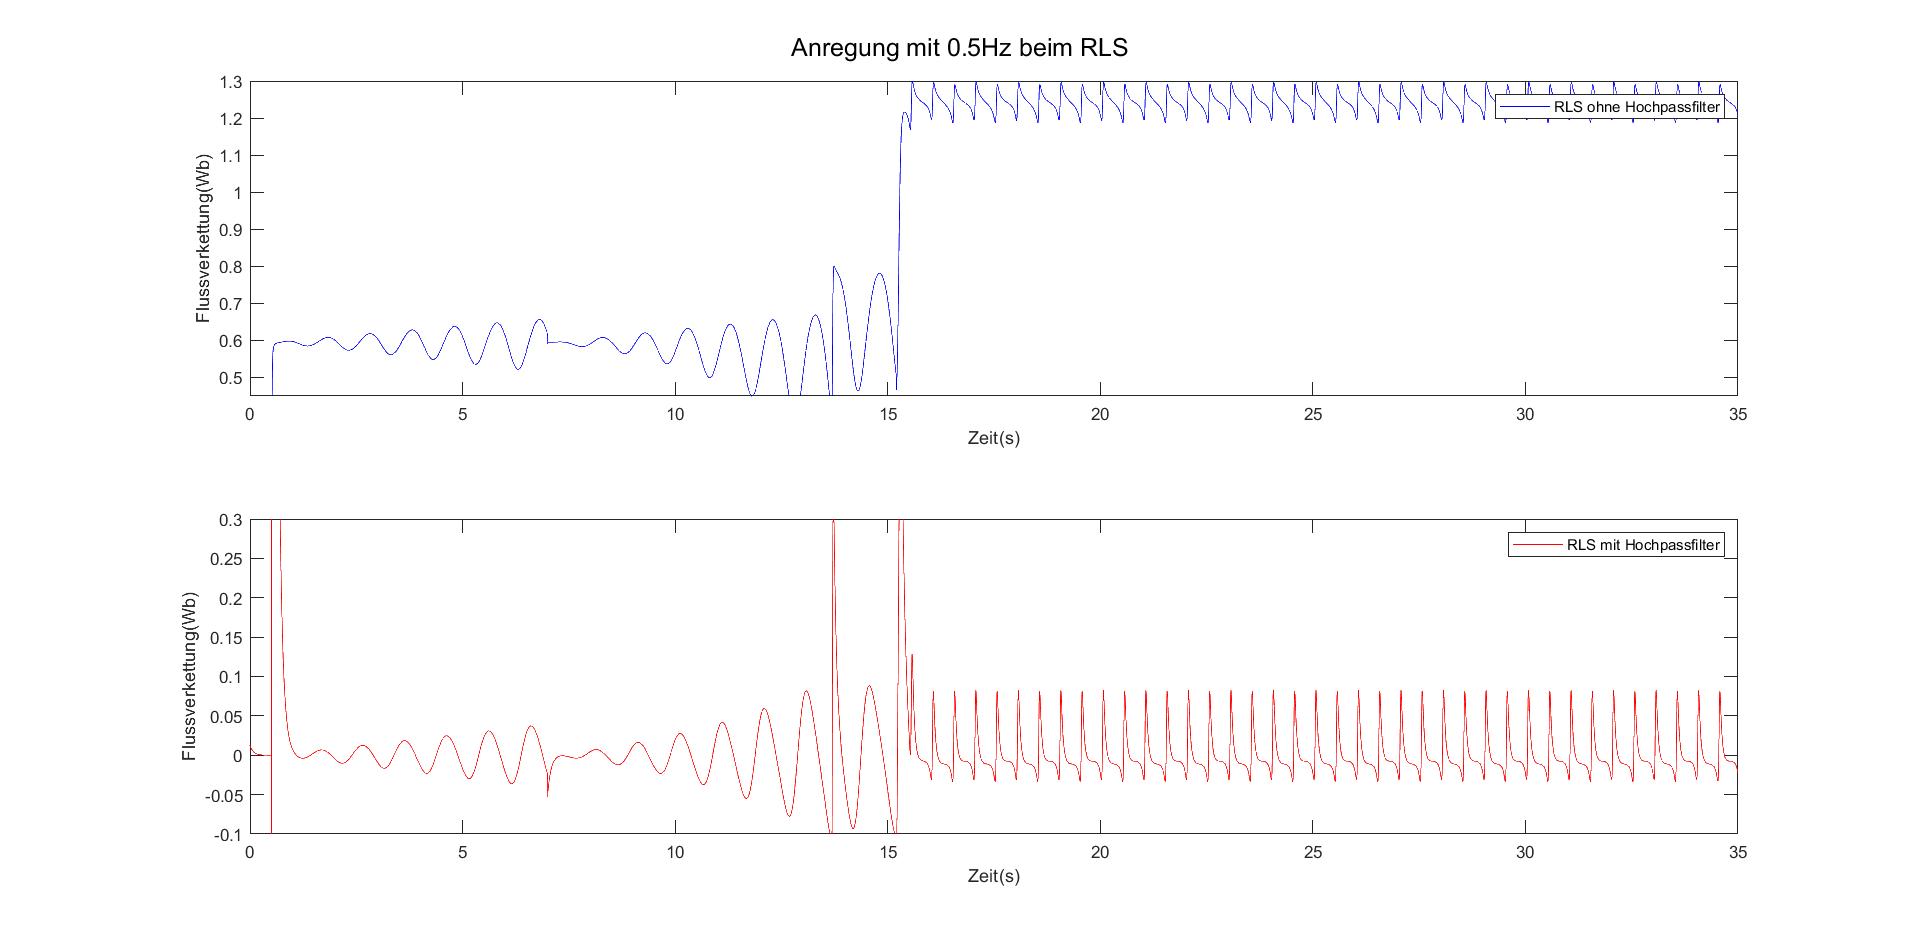 Anregung mit 0.5Hz beim RLS
1.3
1.2
1.1
1
0.9
0.8
0.7
0.6
0.5
Flussverkettung(Wb)
RLS ohne Hochpassfilter
0 5 10 15 20 25 30 35
Zeit(s)
0.3
0.25
0.2
0.15
0.1
0.05
0
-0.05
-0.1
Flussverkettung(Wb)
RLS mit Hochpassfilter
0 5 10 15 20 25 30 35
Zeit(s)